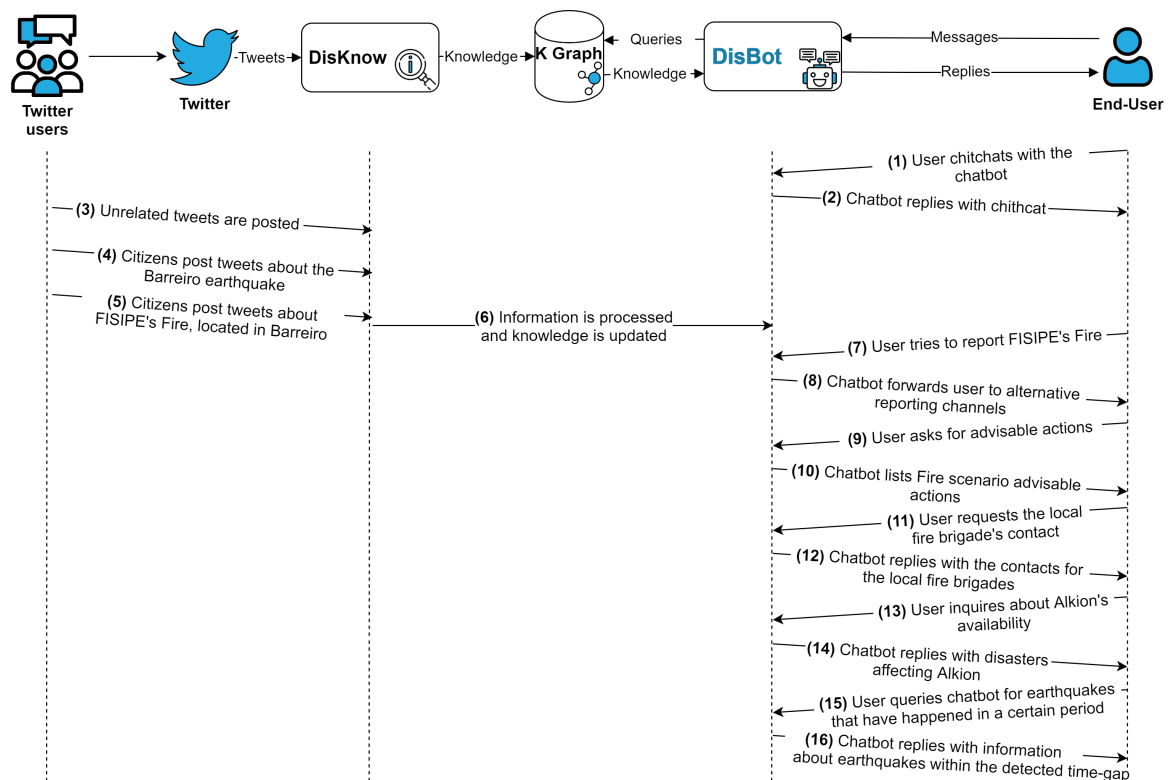 Twitter
users
Twitter
Tweets
DisKnow
Knowledge
K Graph
Queries
Knowledge
DisBot
Messages
Replies
End-User
(1) User chitchats with the
chatbot
(2) Chatbot replies with chithcat
(3) Unrelated tweets are posted
(4) Citizens post tweets about the
Barreiro earthquake
(5) Citizens post tweets about
FISIPE's Fire, located in Barreiro
(6) Information is processed
and knowledge is updated
(7) User tries to report FISIPE's Fire
(8) Chatbot forwards user to alternative
reporting channels
(9) User asks for advisable actions
(10) Chatbot lists Fire scenario advisable
actions
(11) User requests the local
fire brigade's contact
(12) Chatbot replies with the contacts for
the local fire brigades
(13) User inquires about Alkion's
availability
(14) Chatbot replies with disasters
affecting Alkion
(15) User queries chatbot for earthquakes
that have happened in a certain period
(16) Chatbot replies with information
about earthquakes within the detected time-gap